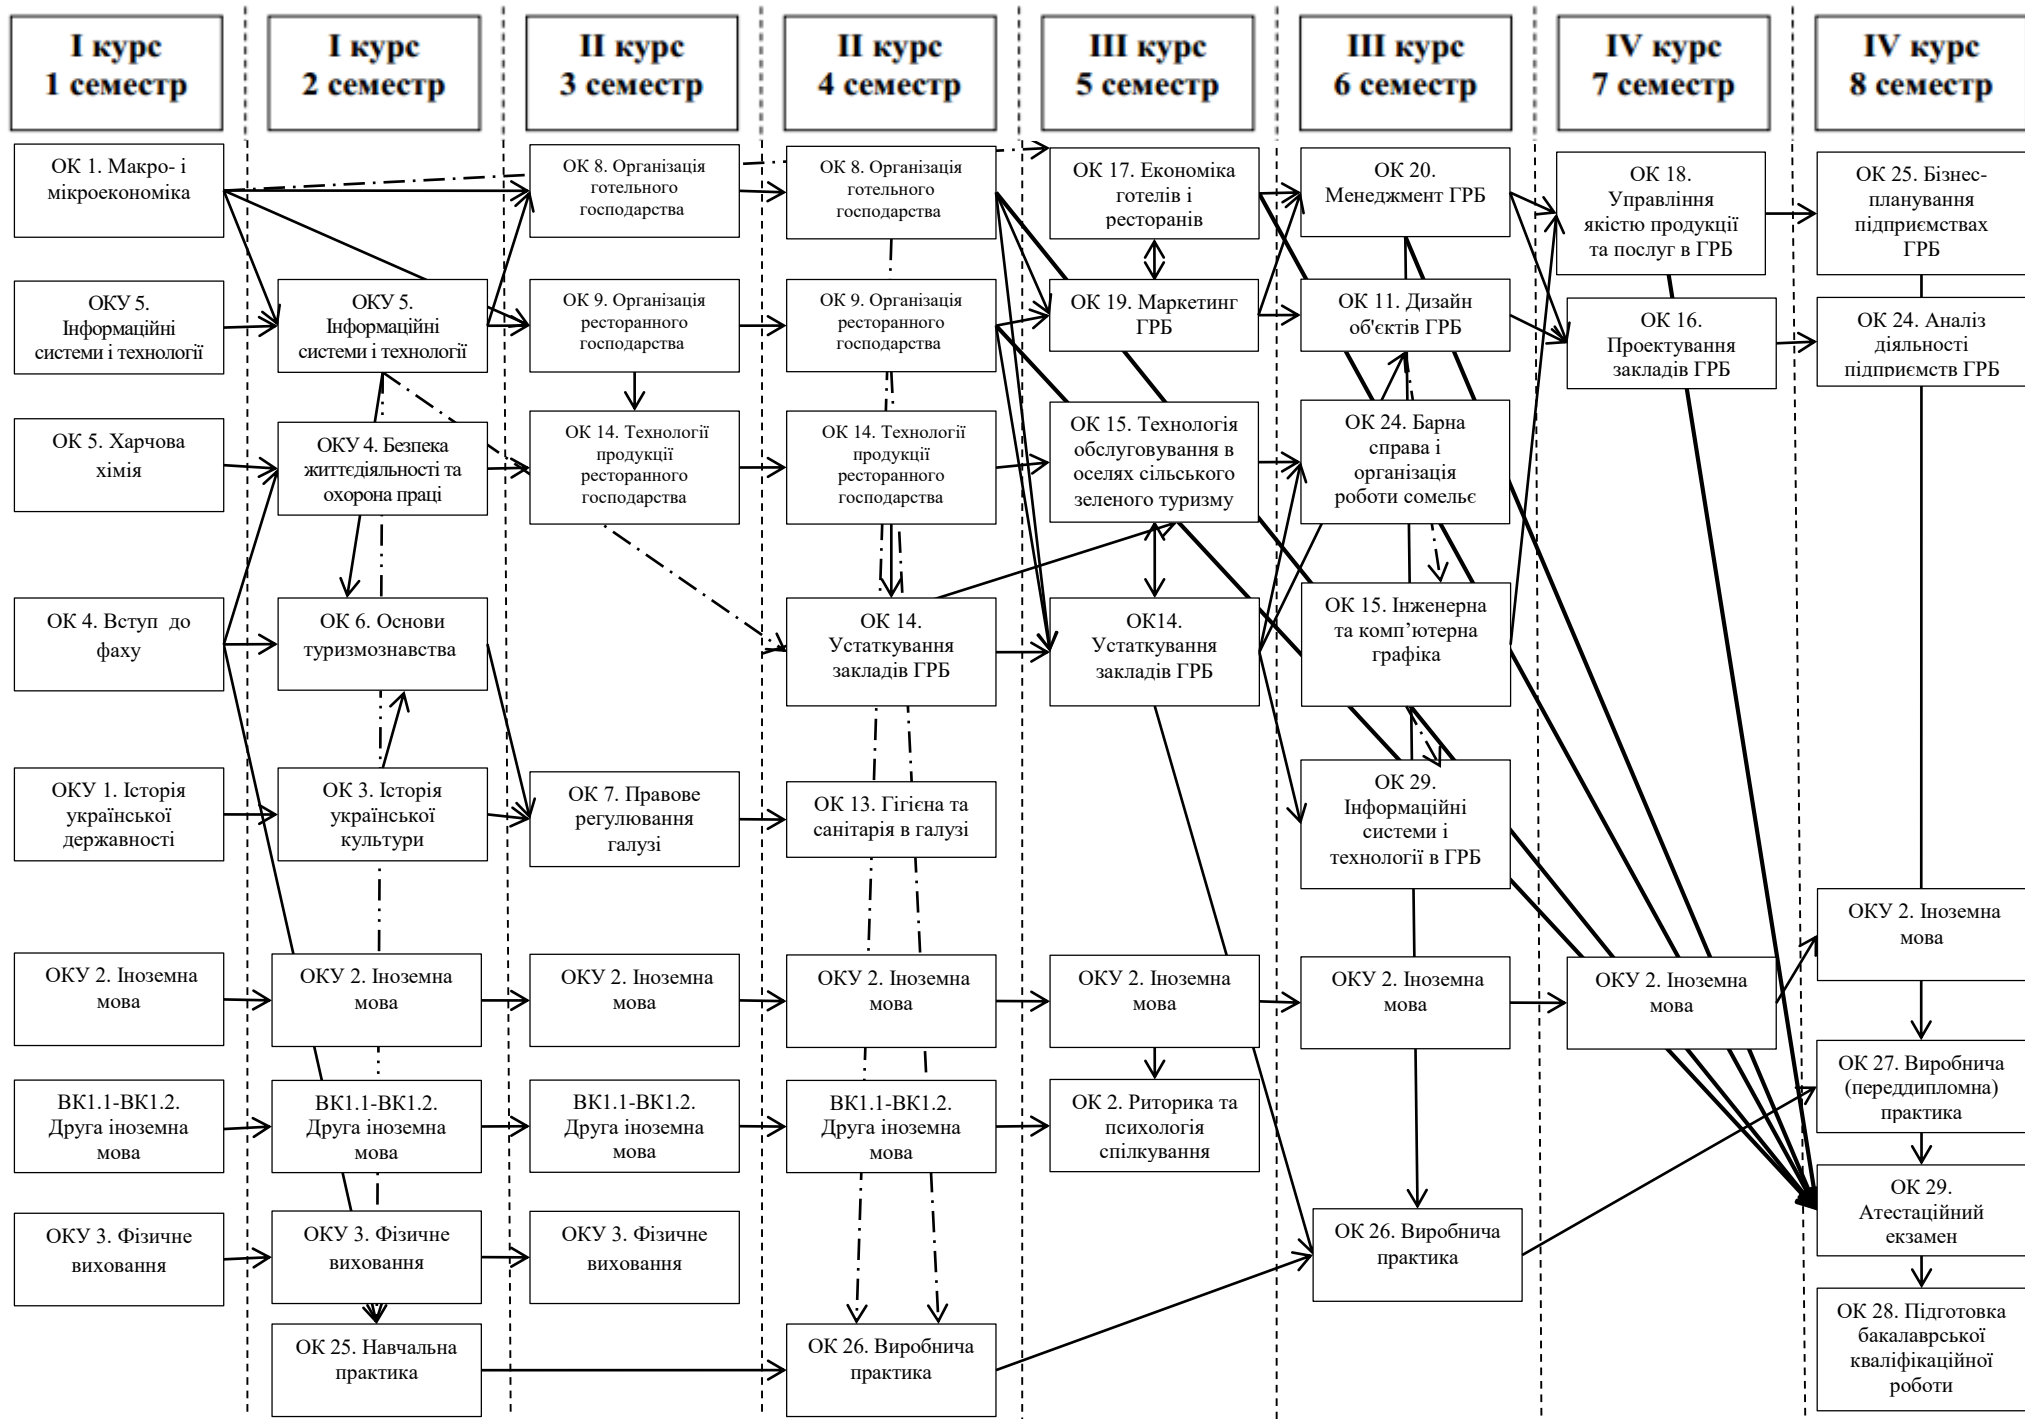 І курс
1 семестр
І курс
2 семестр
ІІ курс
3 семестр
ІІ курс
4 семестр
ІІІ курс
5 семестр
ІІІ курс
6 семестр
IV курс
7 семестр
IV курс
8 семестр
ОК 1. Макро- і
мікроекономіка
ОКУ 5.
Інформаційні
системи і технології
ОК 5. Харчова
хімія
ОК 4. Вступ до
фаху
ОКУ 1. Історія
української
державності
ОКУ 2. Іноземна
мова
ВК1.1-ВК1.2.
Друга іноземна
мова
ОКУ 3. Фізичне
виховання
ОКУ 5.
Інформаційні
системи і технології
ОКУ 4. Безпека
життєдіяльності та
охорона праці
ОК 6. Основи
туризмознавства
ОК 3. Історія
української
культури
ОКУ 2. Іноземна
мова
ВК1.1-ВК1.2.
Друга іноземна
мова
ОКУ 3. Фізичне
виховання
ОК 25. Навчальна
практика
ОК 8. Організація
готельного
господарства
ОК 9. Організація
ресторанного
господарства
ОК 14. Технології
продукції
ресторанного
господарства
ОК 7. Правове
регулювання
галузі
ОКУ 2. Іноземна
мова
ВК1.1-ВК1.2.
Друга іноземна
мова
ОКУ 3. Фізичне
виховання
ОК 8. Організація
готельного
господарства
ОК 9. Організація
ресторанного
господарства
ОК 14. Технології
продукції
ресторанного
господарства
ОК 14.
Устаткування
закладів ГРБ
ОК 13. Гігієна та
санітарія в галузі
ОКУ 2. Іноземна
мова
ВК1.1-ВК1.2.
Друга іноземна
мова
ОК 26. Виробнича
практика
ОК 17. Економіка
готелів і
ресторанів
ОК 19. Маркетинг
ГРБ
ОК 15. Технологія
обслуговування в
оселях сільського
зеленого туризму
ОК14.
Устаткування
закладів ГРБ
ОКУ 2. Іноземна
мова
ОК 2. Риторика та
психологія
спілкування
ОК 20.
Менеджмент ГРБ
ОК 11. Дизайн
об'єктів ГРБ
ОК 24. Барна
справа і
організація
роботи сомельє
ОК 15. Інженерна
та комп’ютерна
графіка
ОК 29.
Інформаційні
системи і
технології в ГРБ
ОКУ 2. Іноземна
мова
ОК 26. Виробнича
практика
ОК 18.
Управління
якістю продукції
та послуг в ГРБ
ОК 16.
Проектування
закладів ГРБ
ОКУ 2. Іноземна
мова
ОК 25. Бізнес-
планування
підприємствах
ГРБ
ОК 24. Аналіз
діяльності
підприємств ГРБ
ОКУ 2. Іноземна
мова
ОК 27. Виробнича
(переддипломна)
практика
ОК 29.
Атестаційний
екзамен
ОК 28. Підготовка
бакалаврської
кваліфікаційної
роботи